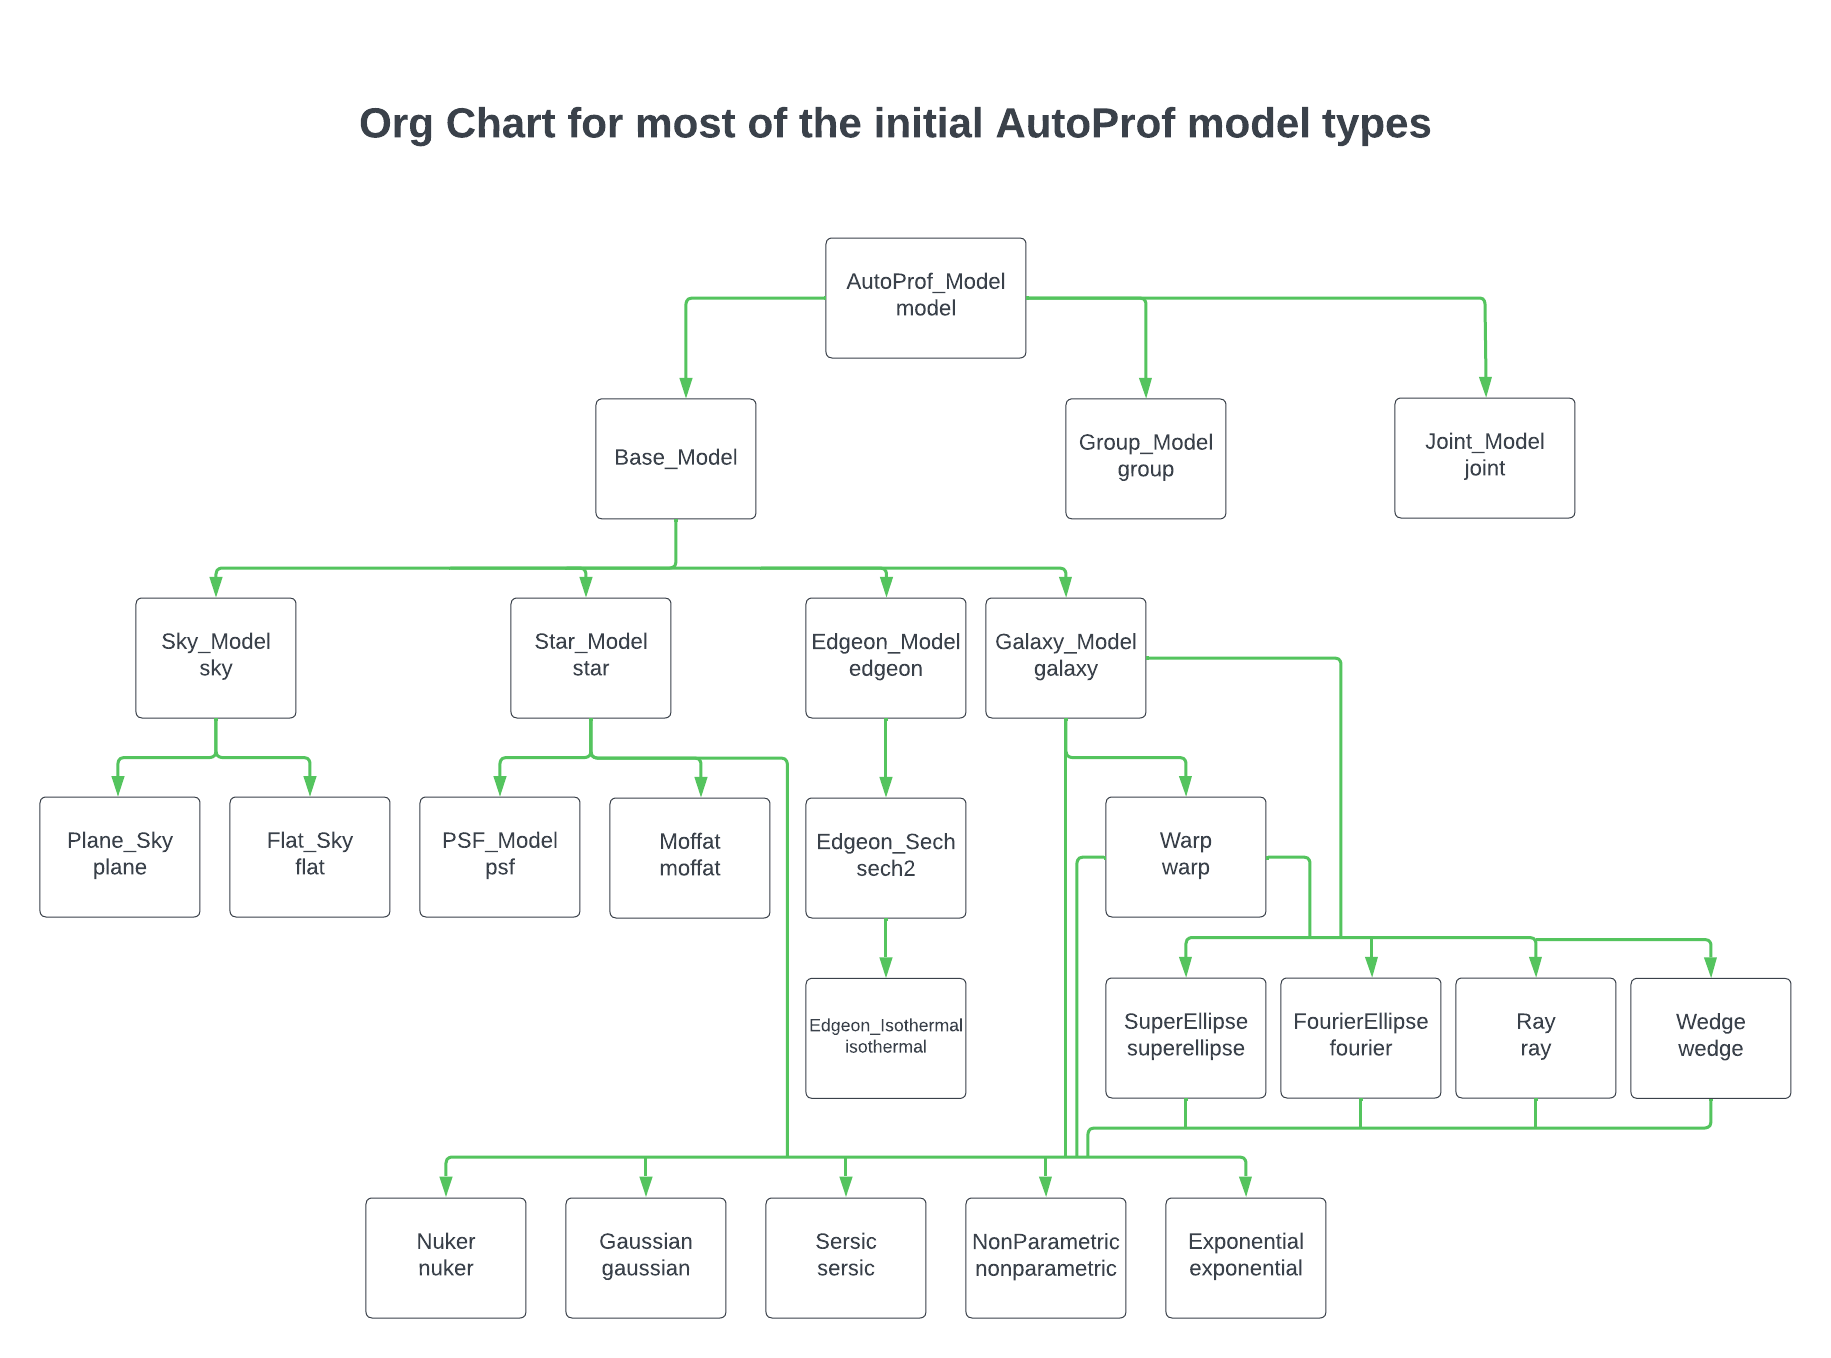 Org Chart for most of the initial AutoProf model types
AutoProf_Model
model
Base_Model
Group_Model
group
Joint_Model
joint
Sky_Model
sky
Star_Model
star
Edgeon_Model
edgeon
Galaxy_Model
galaxy
Plane_Sky
plane
Flat_Sky
flat
PSF_Model
psf
Moffat
moffat
Edgeon_Sech
sech2
Warp
warp
Edgeon_Isothermal
isothermal
SuperEllipse
superellipse
FourierEllipse
fourier
Ray
ray
Wedge
wedge
Nuker
nuker
Gaussian
gaussian
Sersic
sersic
NonParametric
nonparametric
Exponential
exponential